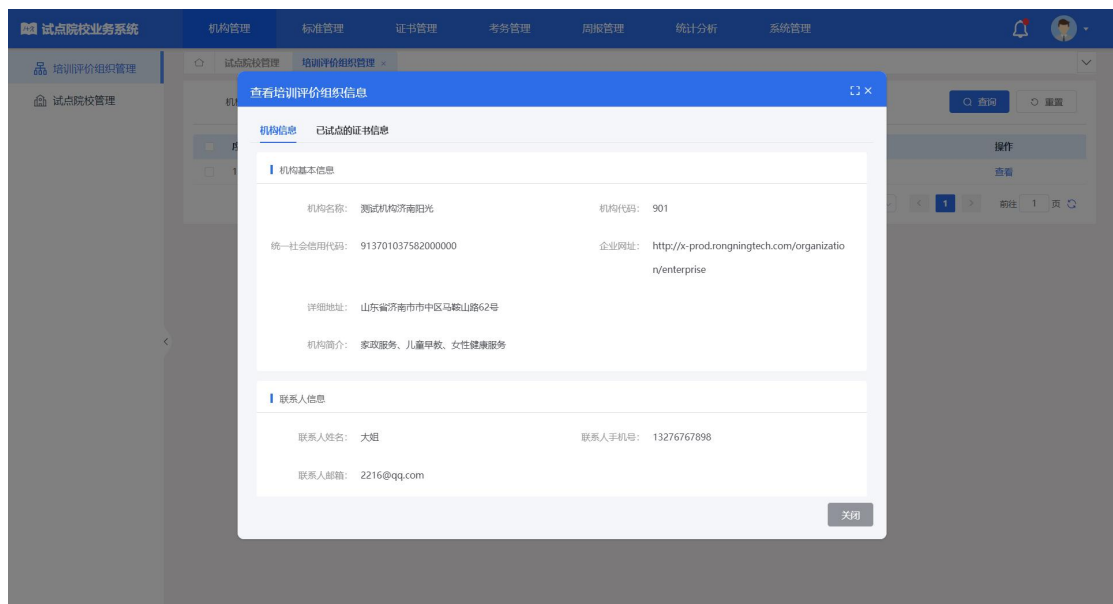 试点院校业务系统
机构管理 标准管理 证书管理 考务管理 周报管理 统计分析 系统管理
培训评价组织管理
试点院校管理
试点院校管理 培训评价组织管理 ×
查询 重置
操作
1 查看
1 前往 1 页
查看培训评价组织信息
机构信息 已试点的证书信息
机构基本信息
机构名称: 测试机构济南阳光 机构代码: 901
统一社会信用代码: 913701037582000000 企业网址: http://x-prod.rongningtech.com/organizatio
n/enterprise
详细地址: 山东省济南市市中区马鞍山路62号
机构简介: 家政服务、儿童早教、女性健康服务
联系人信息
联系人姓名: 大姐 联系人手机号: 13276767898
联系人邮箱: 2216@qq.com
关闭